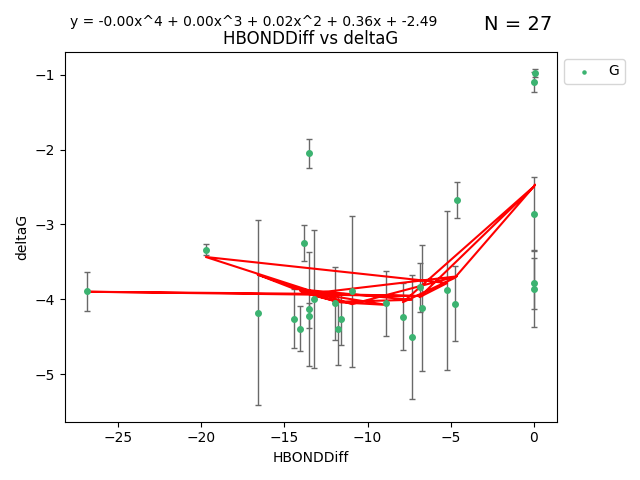 y = -0.00x^4 + 0.00x^3 + 0.02x^2 + 0.36x + -2.49
N = 27
HBONDDiff vs deltaG
G
deltaG
−1
−2
−3
−4
−5
−25
−20
−15
−10
−5
0
HBONDDiff